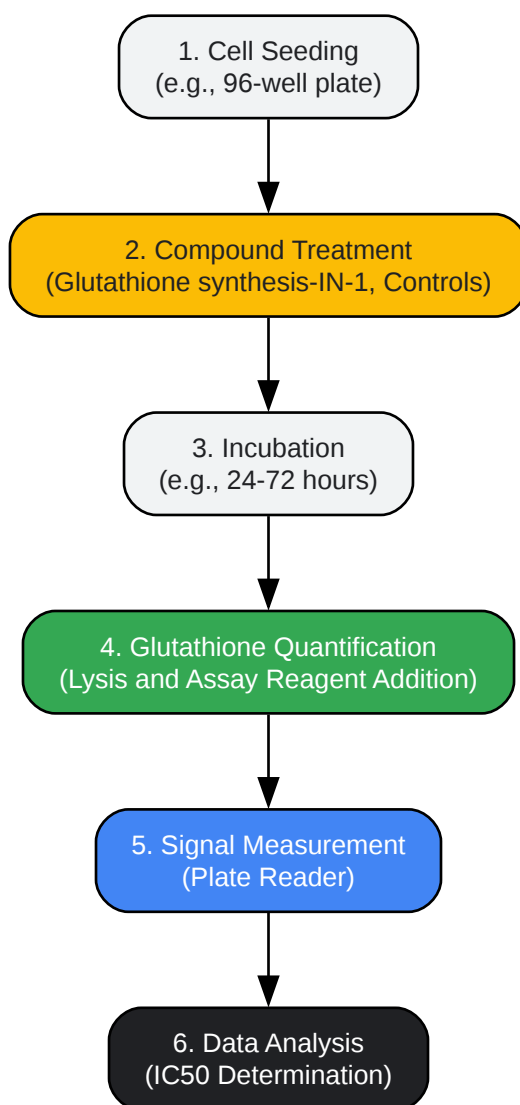 1. Cell Seeding
(e.g., 96-well plate)
2. Compound Treatment
(Glutathione synthesis-IN-1, Controls)
3. Incubation
(e.g., 24-72 hours)
4. Glutathione Quantification
(Lysis and Assay Reagent Addition)
5. Signal Measurement
(Plate Reader)
6. Data Analysis
(IC50 Determination)